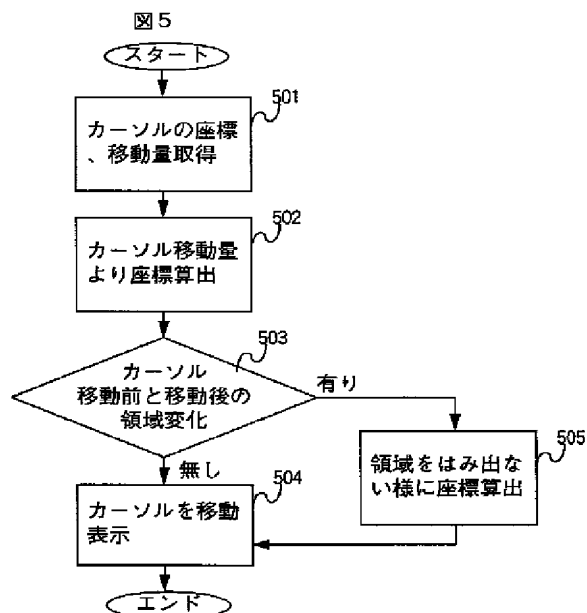 図5
スタート
501
カーソルの座標
、移動量取得
502
カーソル移動量
より座標算出
503
カーソル
移動前と移動後の
領域変化
有り
無し
504
カーソルを移動
表示
505
領域をはみ出な
い様に座標算出
エンド